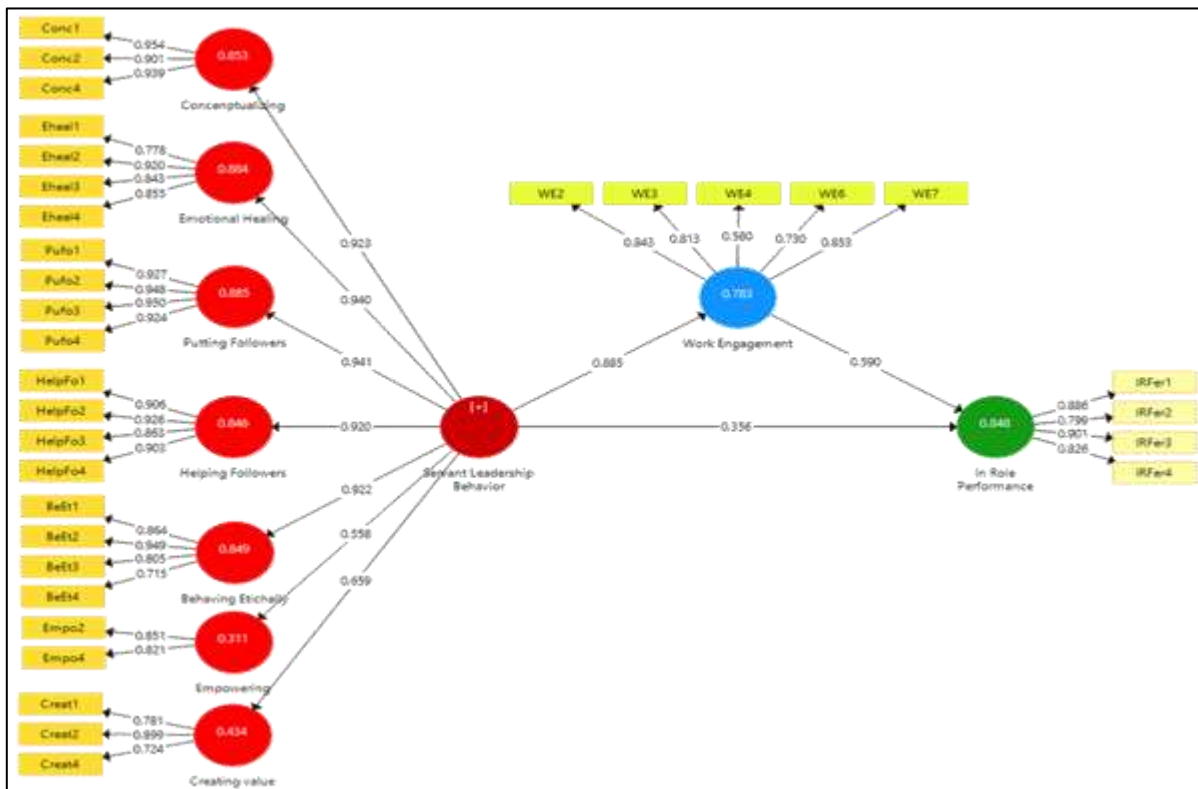 Conc1
Conc2
Conc4
0.954
0.901
0.939
0.853
Concenptualizing
Eheal1
Eheal2
Eheal3
Eheal4
0.778
0.920
0.843
0.855
0.884
Emotional Healing
Pufo1
Pufo2
Pufo3
Pufo4
0.927
0.948
0.950
0.924
0.885
Putting Followers
HelpFo1
HelpFo2
HelpFo3
HelpFo4
0.906
0.926
0.863
0.903
0.846
Helping Followers
BeEt1
BeEt2
BeEt3
BeEt4
0.864
0.949
0.805
0.715
0.849
Behaving Etichally
Empo2
Empo4
0.851
0.821
0.311
Empowering
Creat1
Creat2
Creat4
0.781
0.899
0.724
0.434
Creating value
0.923
0.940
0.941
0.920
0.922
0.558
0.659
[+]
Servant Leadership
Behavior
0.885
0.356
WE2
WE3
WE4
WE6
WE7
0.843
0.813
0.580
0.730
0.853
0.783
Work Engagement
0.590
0.848
In Role
Performance
0.886
0.799
0.901
0.826
IRFer1
IRFer2
IRFer3
IRFer4